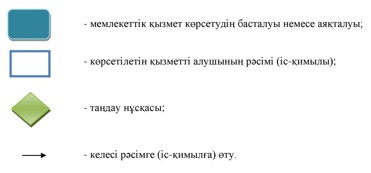 - мемлекеттік қызмет көрсетудің басталуы немесе аяқталуы;
- көрсетілетін қызметті алушының рәсімі (іс-қимылы);
- таңдау нұсқасы;
- келесі рәсімге (іс-қимылға) өту.